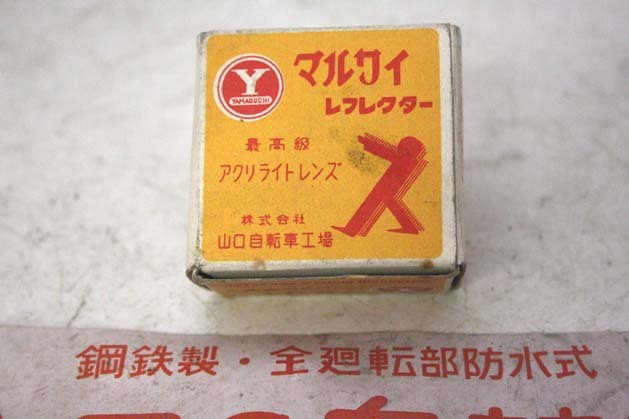 Y
YAMAGUCHI
マルワイ
レフレクター
最高級
アクリライトレンズ
株式会社
山口自転車工場
鋼鉄製・全廻転部防水式